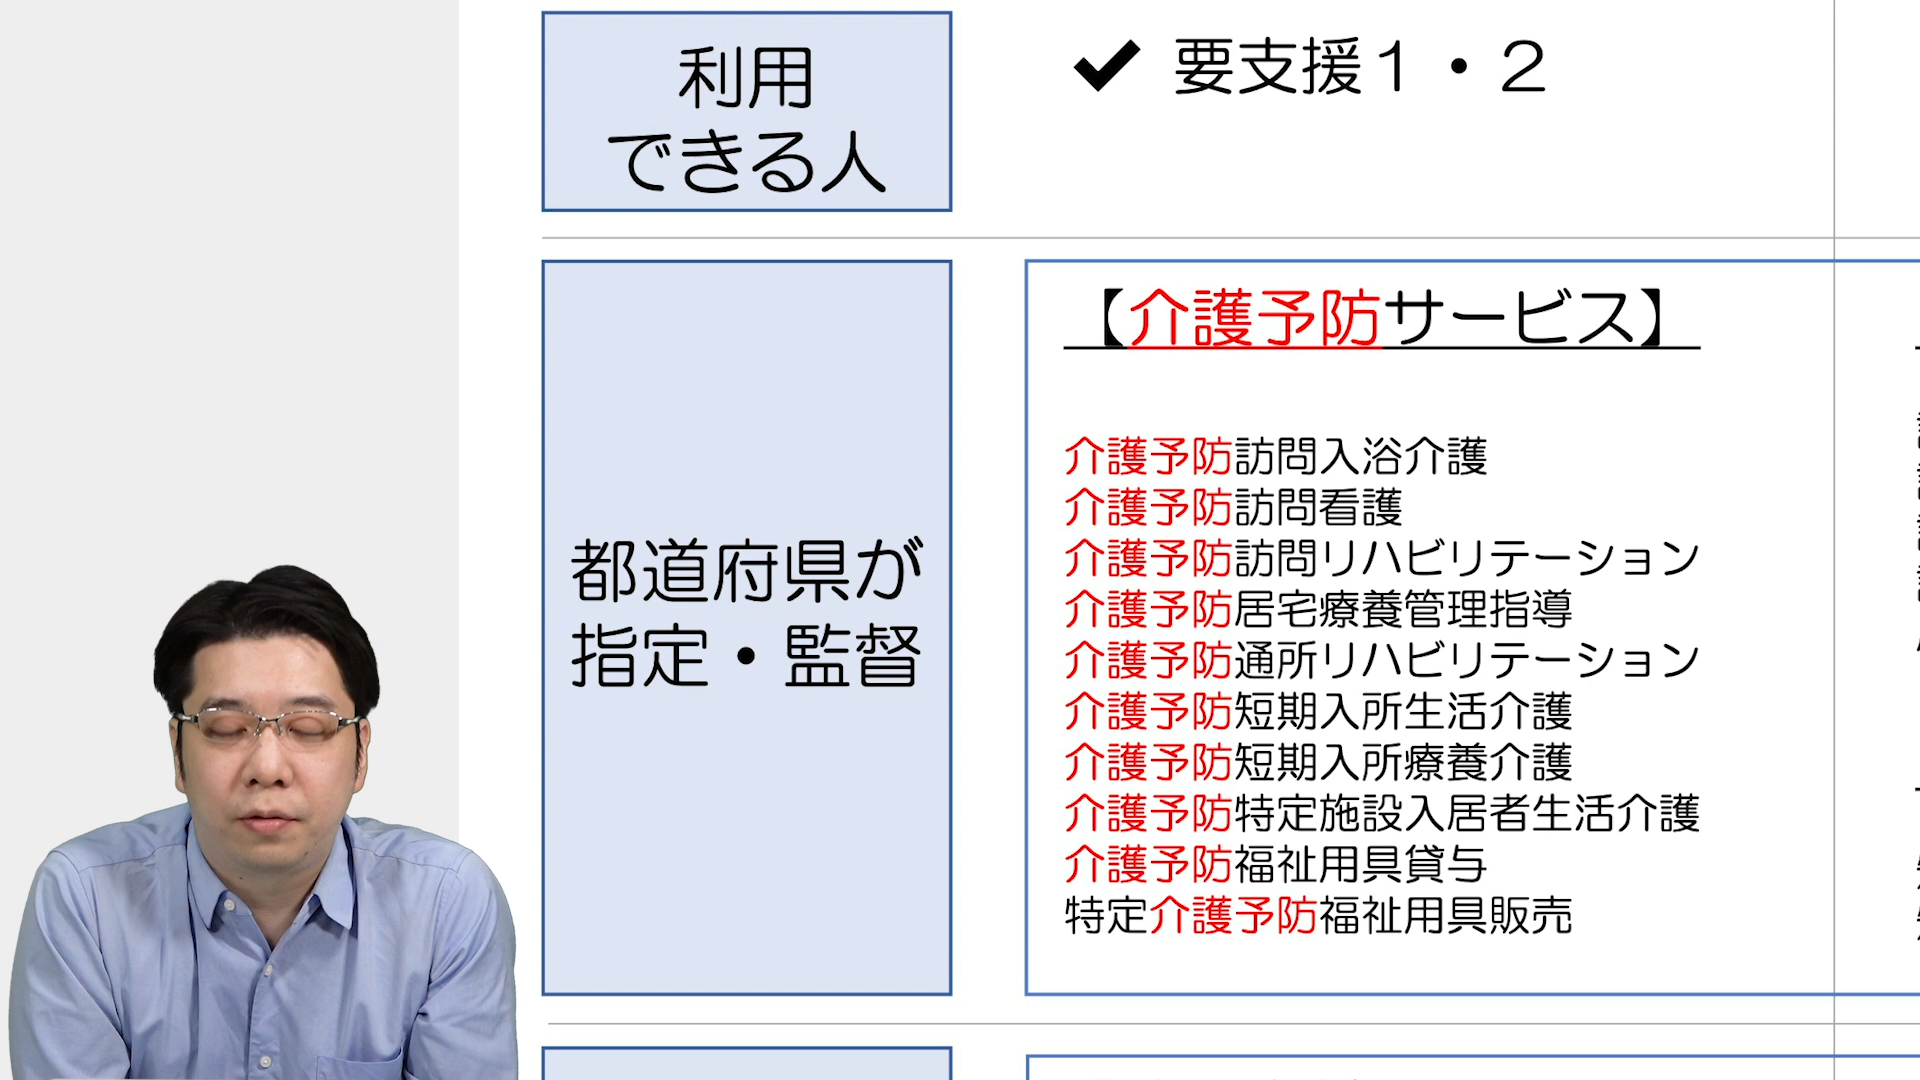 利用
できる人
✔ 要支援１・２
都道府県が
指定・監督
【介護予防サービス】
介護予防訪問入浴介護
介護予防訪問看護
介護予防訪問リハビリテーション
介護予防居宅療養管理指導
介護予防通所リハビリテーション
介護予防短期入所生活介護
介護予防短期入所療養介護
介護予防特定施設入居者生活介護
介護予防福祉用具貸与
特定介護予防福祉用具販売